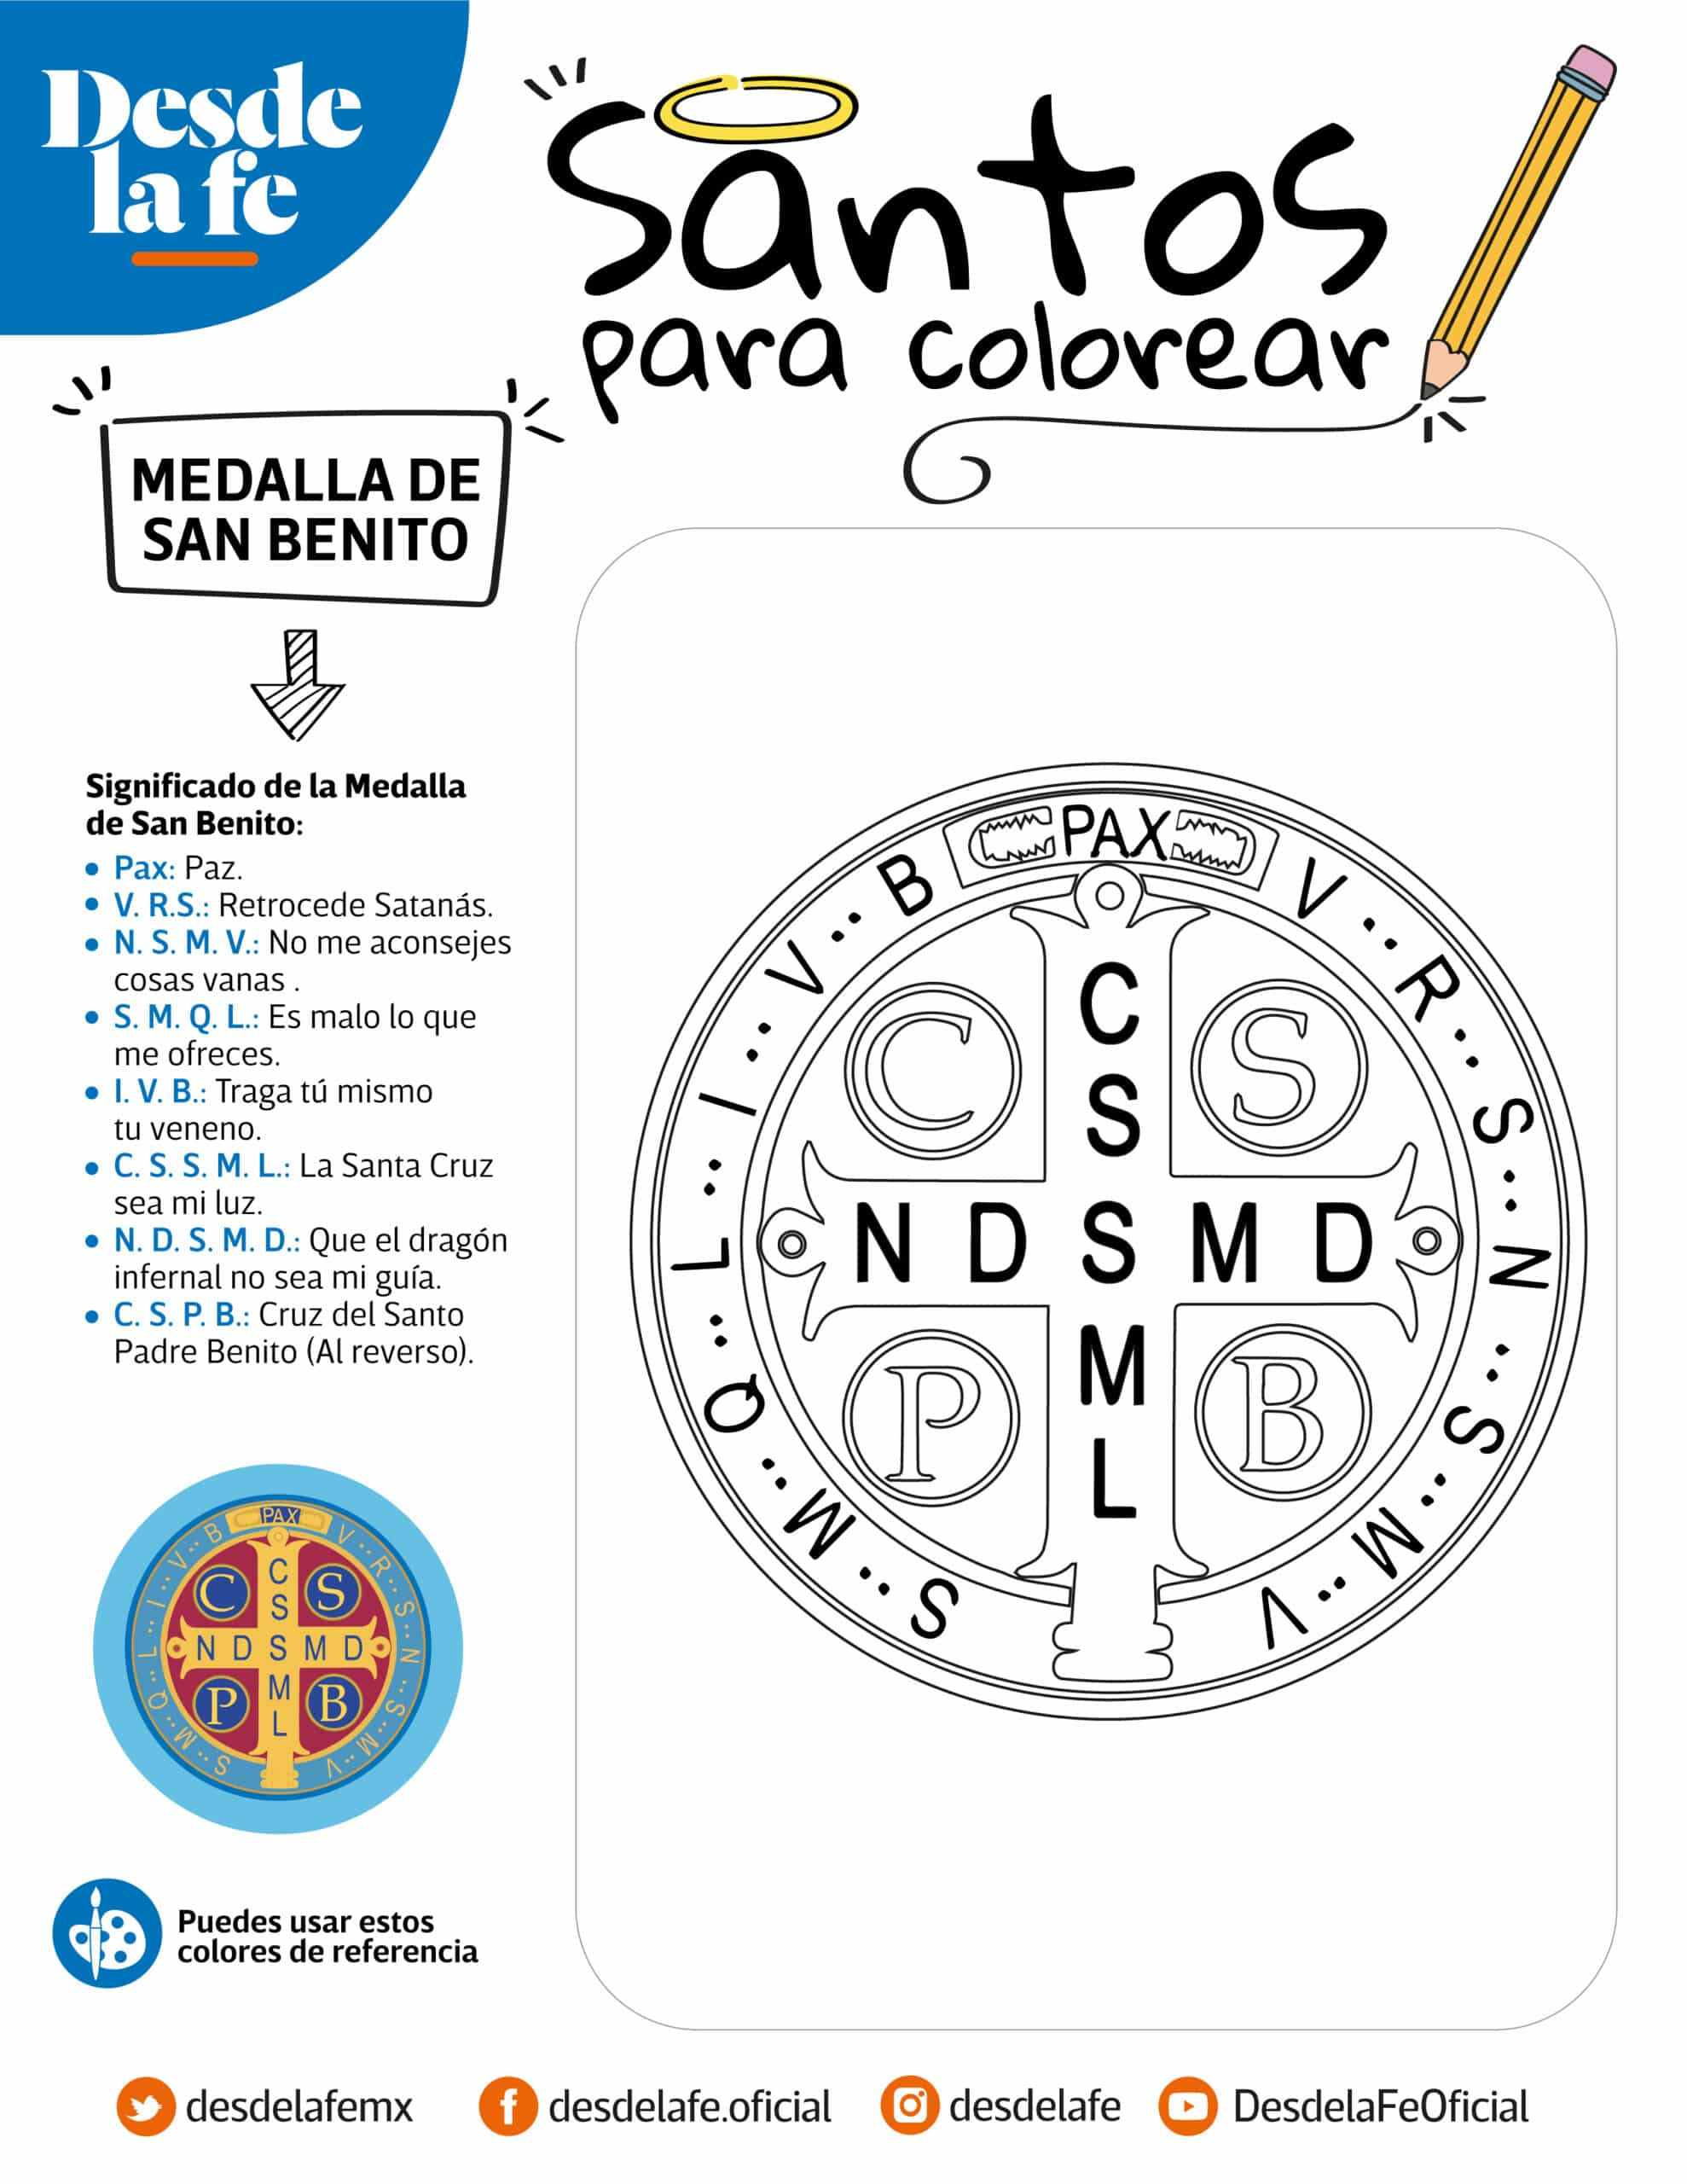 Desde
la fe
Santos
para colorear
MEDALLA DE
SAN BENITO
Significado de la Medalla
de San Benito:
• Pax: Paz.
• V. R.S.: Retrocede Satanás.
• N. S. M. V.: No me aconsejes
cosas vanas .
• S. M. Q. L.: Es malo lo que
me ofreces.
• I. V. B.: Traga tú mismo
tu veneno.
• C. S. S. M. L.: La Santa Cruz
sea mi luz.
• N. D. S. M. D.: Que el dragón
infernal no sea mi guía.
• C. S. P. B.: Cruz del Santo
Padre Benito (Al reverso).
PAX
V··R··S··N··S··M··V
S··M··Q··L··I··V··B
C S
C
S
N D S M D
M
L
P B
PAX
V··R··S··N··S··M··V
S··M··Q··L··I··V··B
C S
C
S
N D S M D
M
L
P B
Puedes usar estos
colores de referencia
desdelafemx
desdelafe.oficial
desdelafe
DesdelaFeOficial